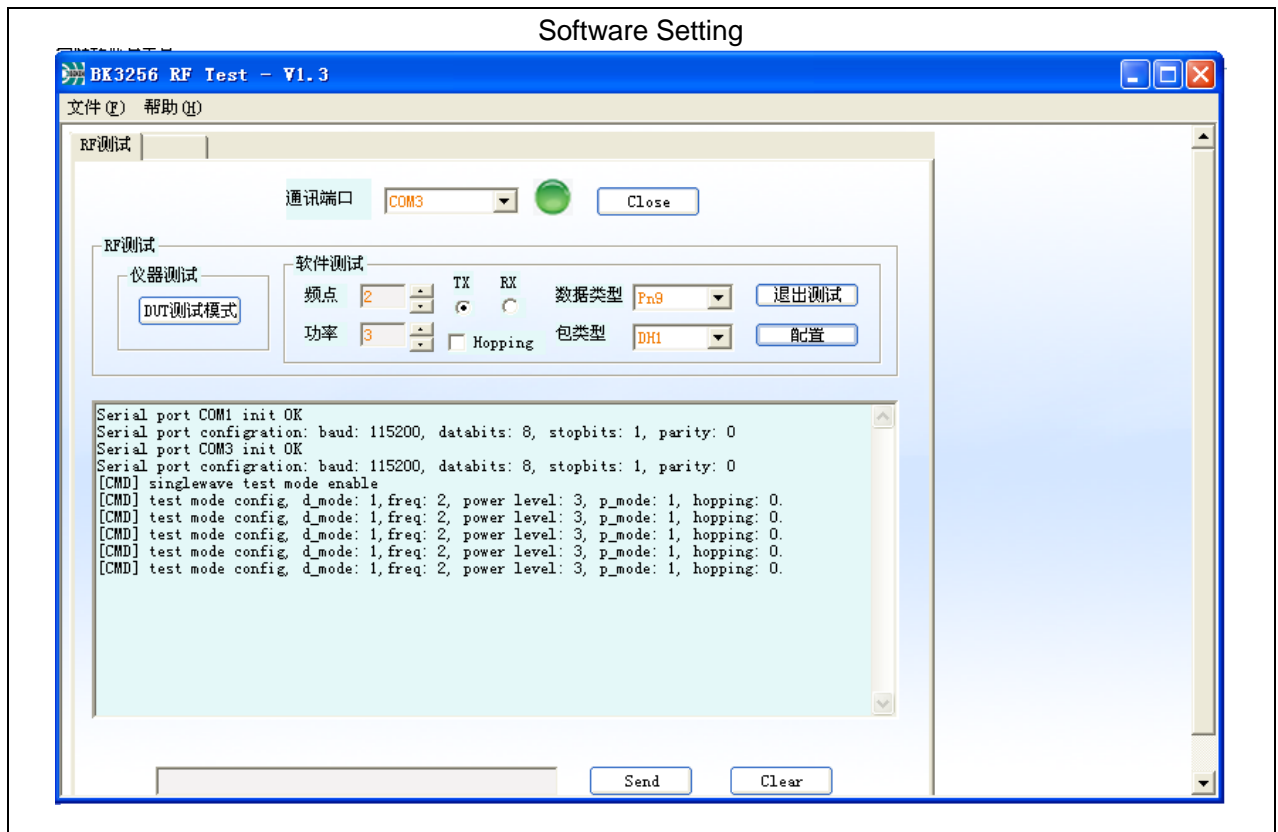 Software Setting
BK3256 RF Test - V1.3
文件(F) 帮助(H)
RF测试
通讯端口 COM3 Close
RF测试
仪器测试 软件测试
频点 2 TX RX 数据类型 Pn9 退出测试
DUT测试模式
功率 3 Hopping 包类型 DH1 配置
Serial port COM1 init OK
Serial port configration: baud: 115200, databits: 8, stopbits: 1, parity: 0
Serial port COM3 init OK
Serial port configration: baud: 115200, databits: 8, stopbits: 1, parity: 0
[CMD] singlewave test mode enable
[CMD] test mode config, d_mode: 1,freq: 2, power level: 3, p_mode: 1, hopping: 0.
[CMD] test mode config, d_mode: 1,freq: 2, power level: 3, p_mode: 1, hopping: 0.
[CMD] test mode config, d_mode: 1,freq: 2, power level: 3, p_mode: 1, hopping: 0.
[CMD] test mode config, d_mode: 1,freq: 2, power level: 3, p_mode: 1, hopping: 0.
[CMD] test mode config, d_mode: 1,freq: 2, power level: 3, p_mode: 1, hopping: 0.
Send Clear